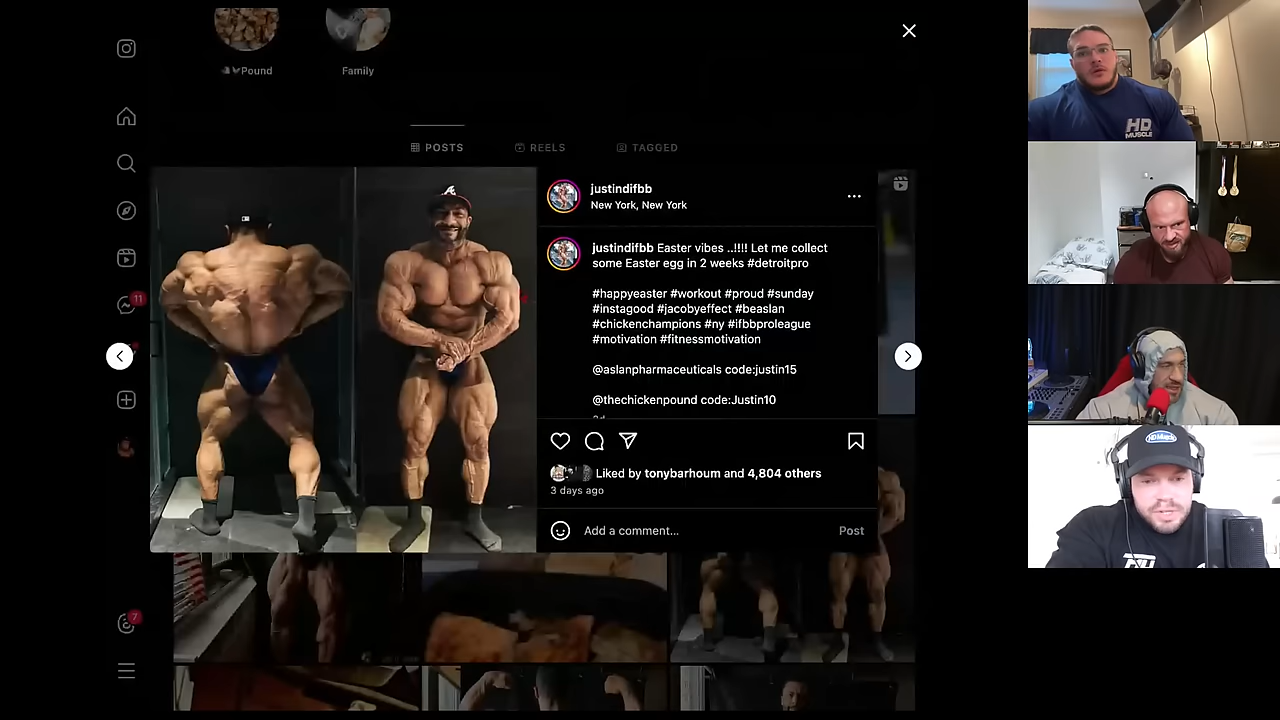 Pound
Family
POSTS
REELS
TAGGED
justindifbb
New York, New York
justindifbb Easter vibes ..!!!! Let me collect
some Easter egg in 2 weeks #detroitpro
#happyeaster #workout #proud #sunday
#instagood #jacobyeffect #beaslan
#chickenchampions #ny #ifbbproleague
#motivation #fitnessmotivation
@aslanpharmaceuticals code:justin15
@thechickenpound code:Justin10
Liked by tonybarhoum and 4,804 others
3 days ago
Add a comment...
Post
11
7
A
HD
MUSCLE
HD Muscle